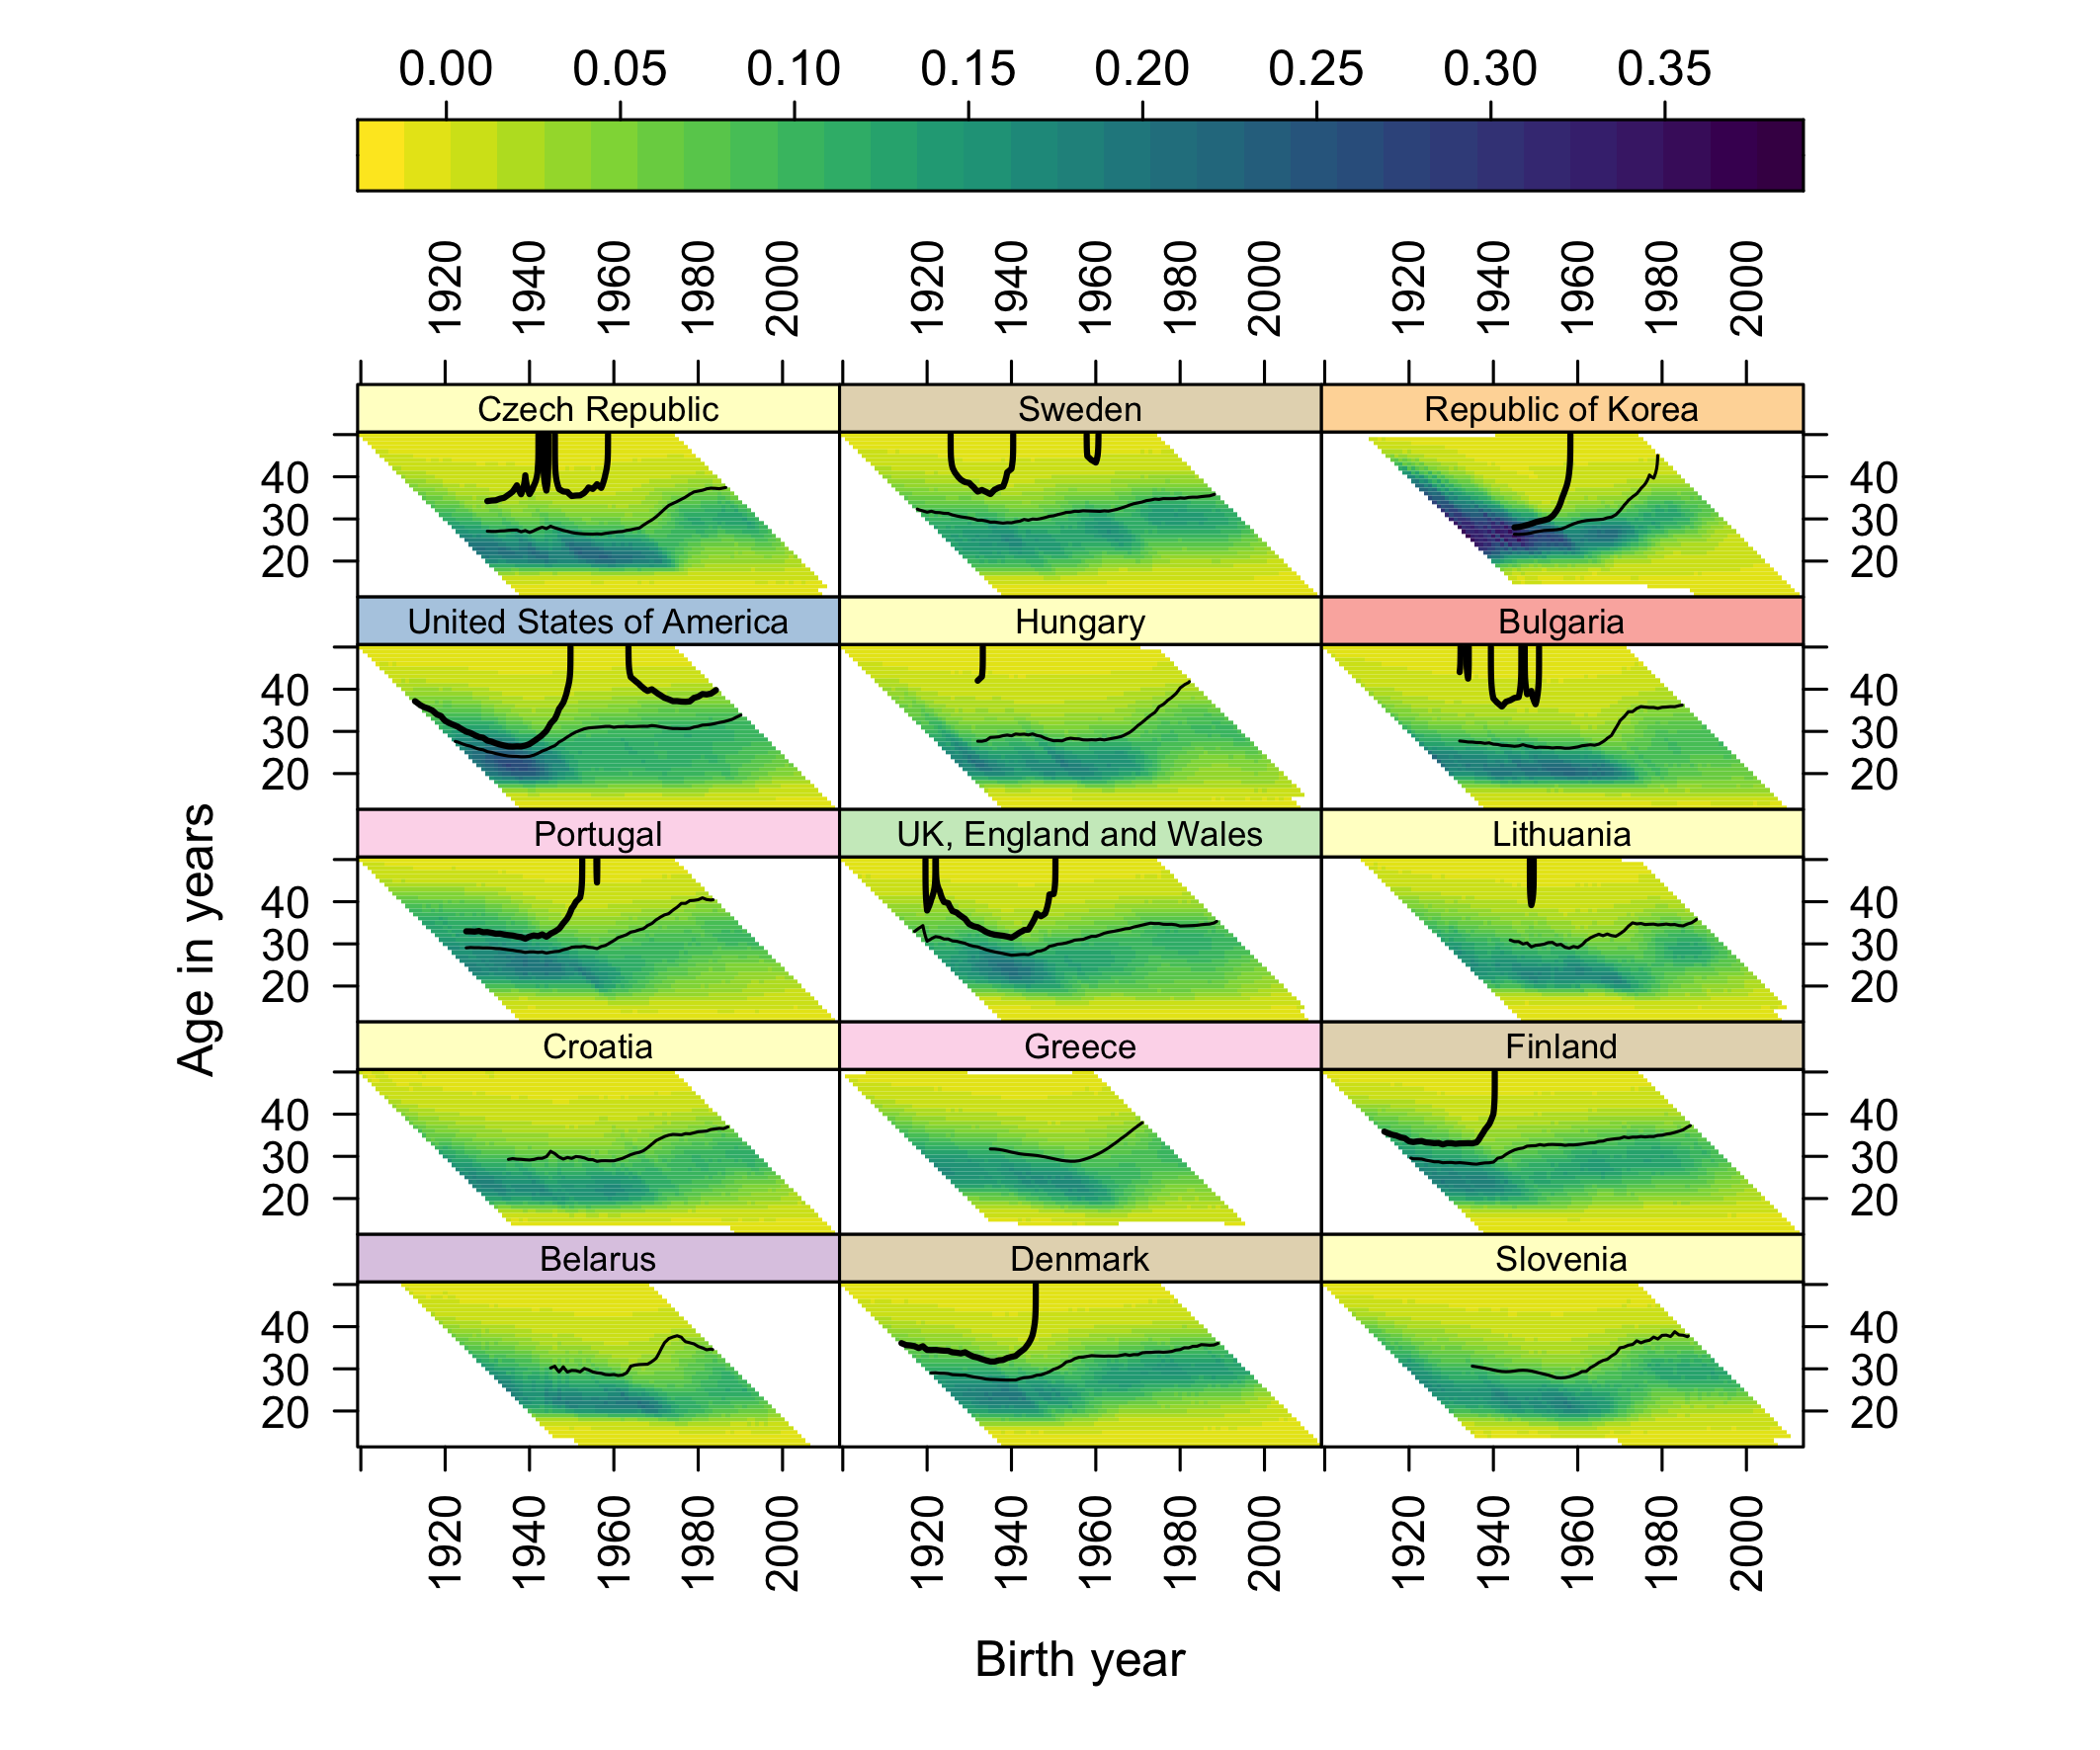 0.00 0.05 0.10 0.15 0.20 0.25 0.30 0.35
1920 1940 1960 1980 2000 1920 1940 1960 1980 2000 1920 1940 1960 1980 2000
Czech Republic Sweden Republic of Korea
40 40
30 30
20 20
United States of America Hungary Bulgaria
40 40
30 30
20 20
Portugal UK, England and Wales Lithuania
40 40
30 30
20 20
Croatia Greece Finland
40 40
30 30
20 20
Belarus Denmark Slovenia
40 40
30 30
20 20
Age in years
1920 1940 1960 1980 2000 1920 1940 1960 1980 2000 1920 1940 1960 1980 2000
Birth year